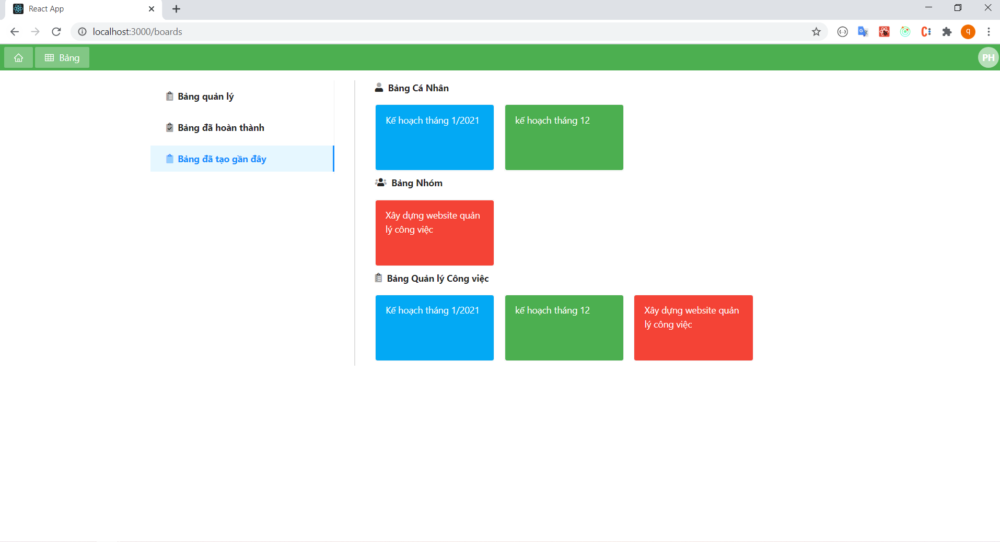 React App
localhost:3000/boards
q
Bảng
PH
Bảng quản lý
Bảng đã hoàn thành
Bảng đã tạo gần đây
Bảng Cá Nhân
Kế hoạch tháng 1/2021
kế hoạch tháng 12
Bảng Nhóm
Xây dựng website quản
lý công việc
Bảng Quản lý Công việc
Kế hoạch tháng 1/2021
kế hoạch tháng 12
Xây dựng website quản
lý công việc